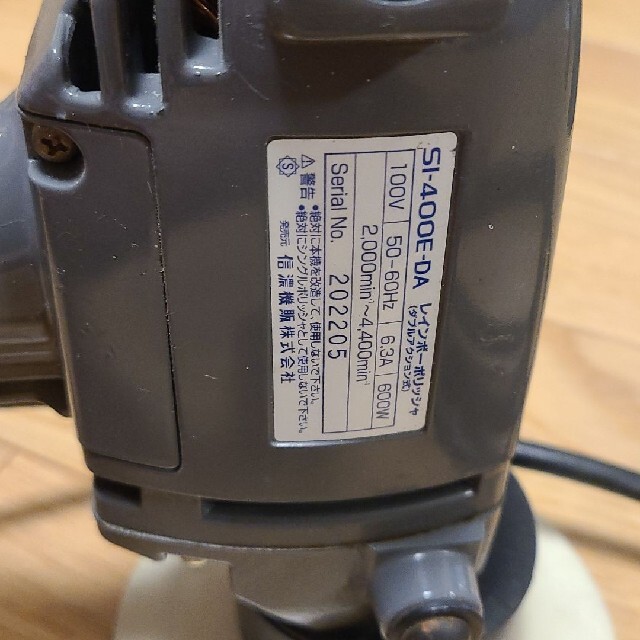 SI-400E-DA レインボーポリッシャ
(ダブルアクション式)
100V 50-60Hz 6.3A 600W
2,000min⁻¹~4,400min⁻¹
Serial No. 202205
⚠警告 ●絶対に本機を改造して、使用しないで下さい。
●絶対にシングルポリッシャとして使用しないで下さい。
S 発売元 信濃機販株式会社